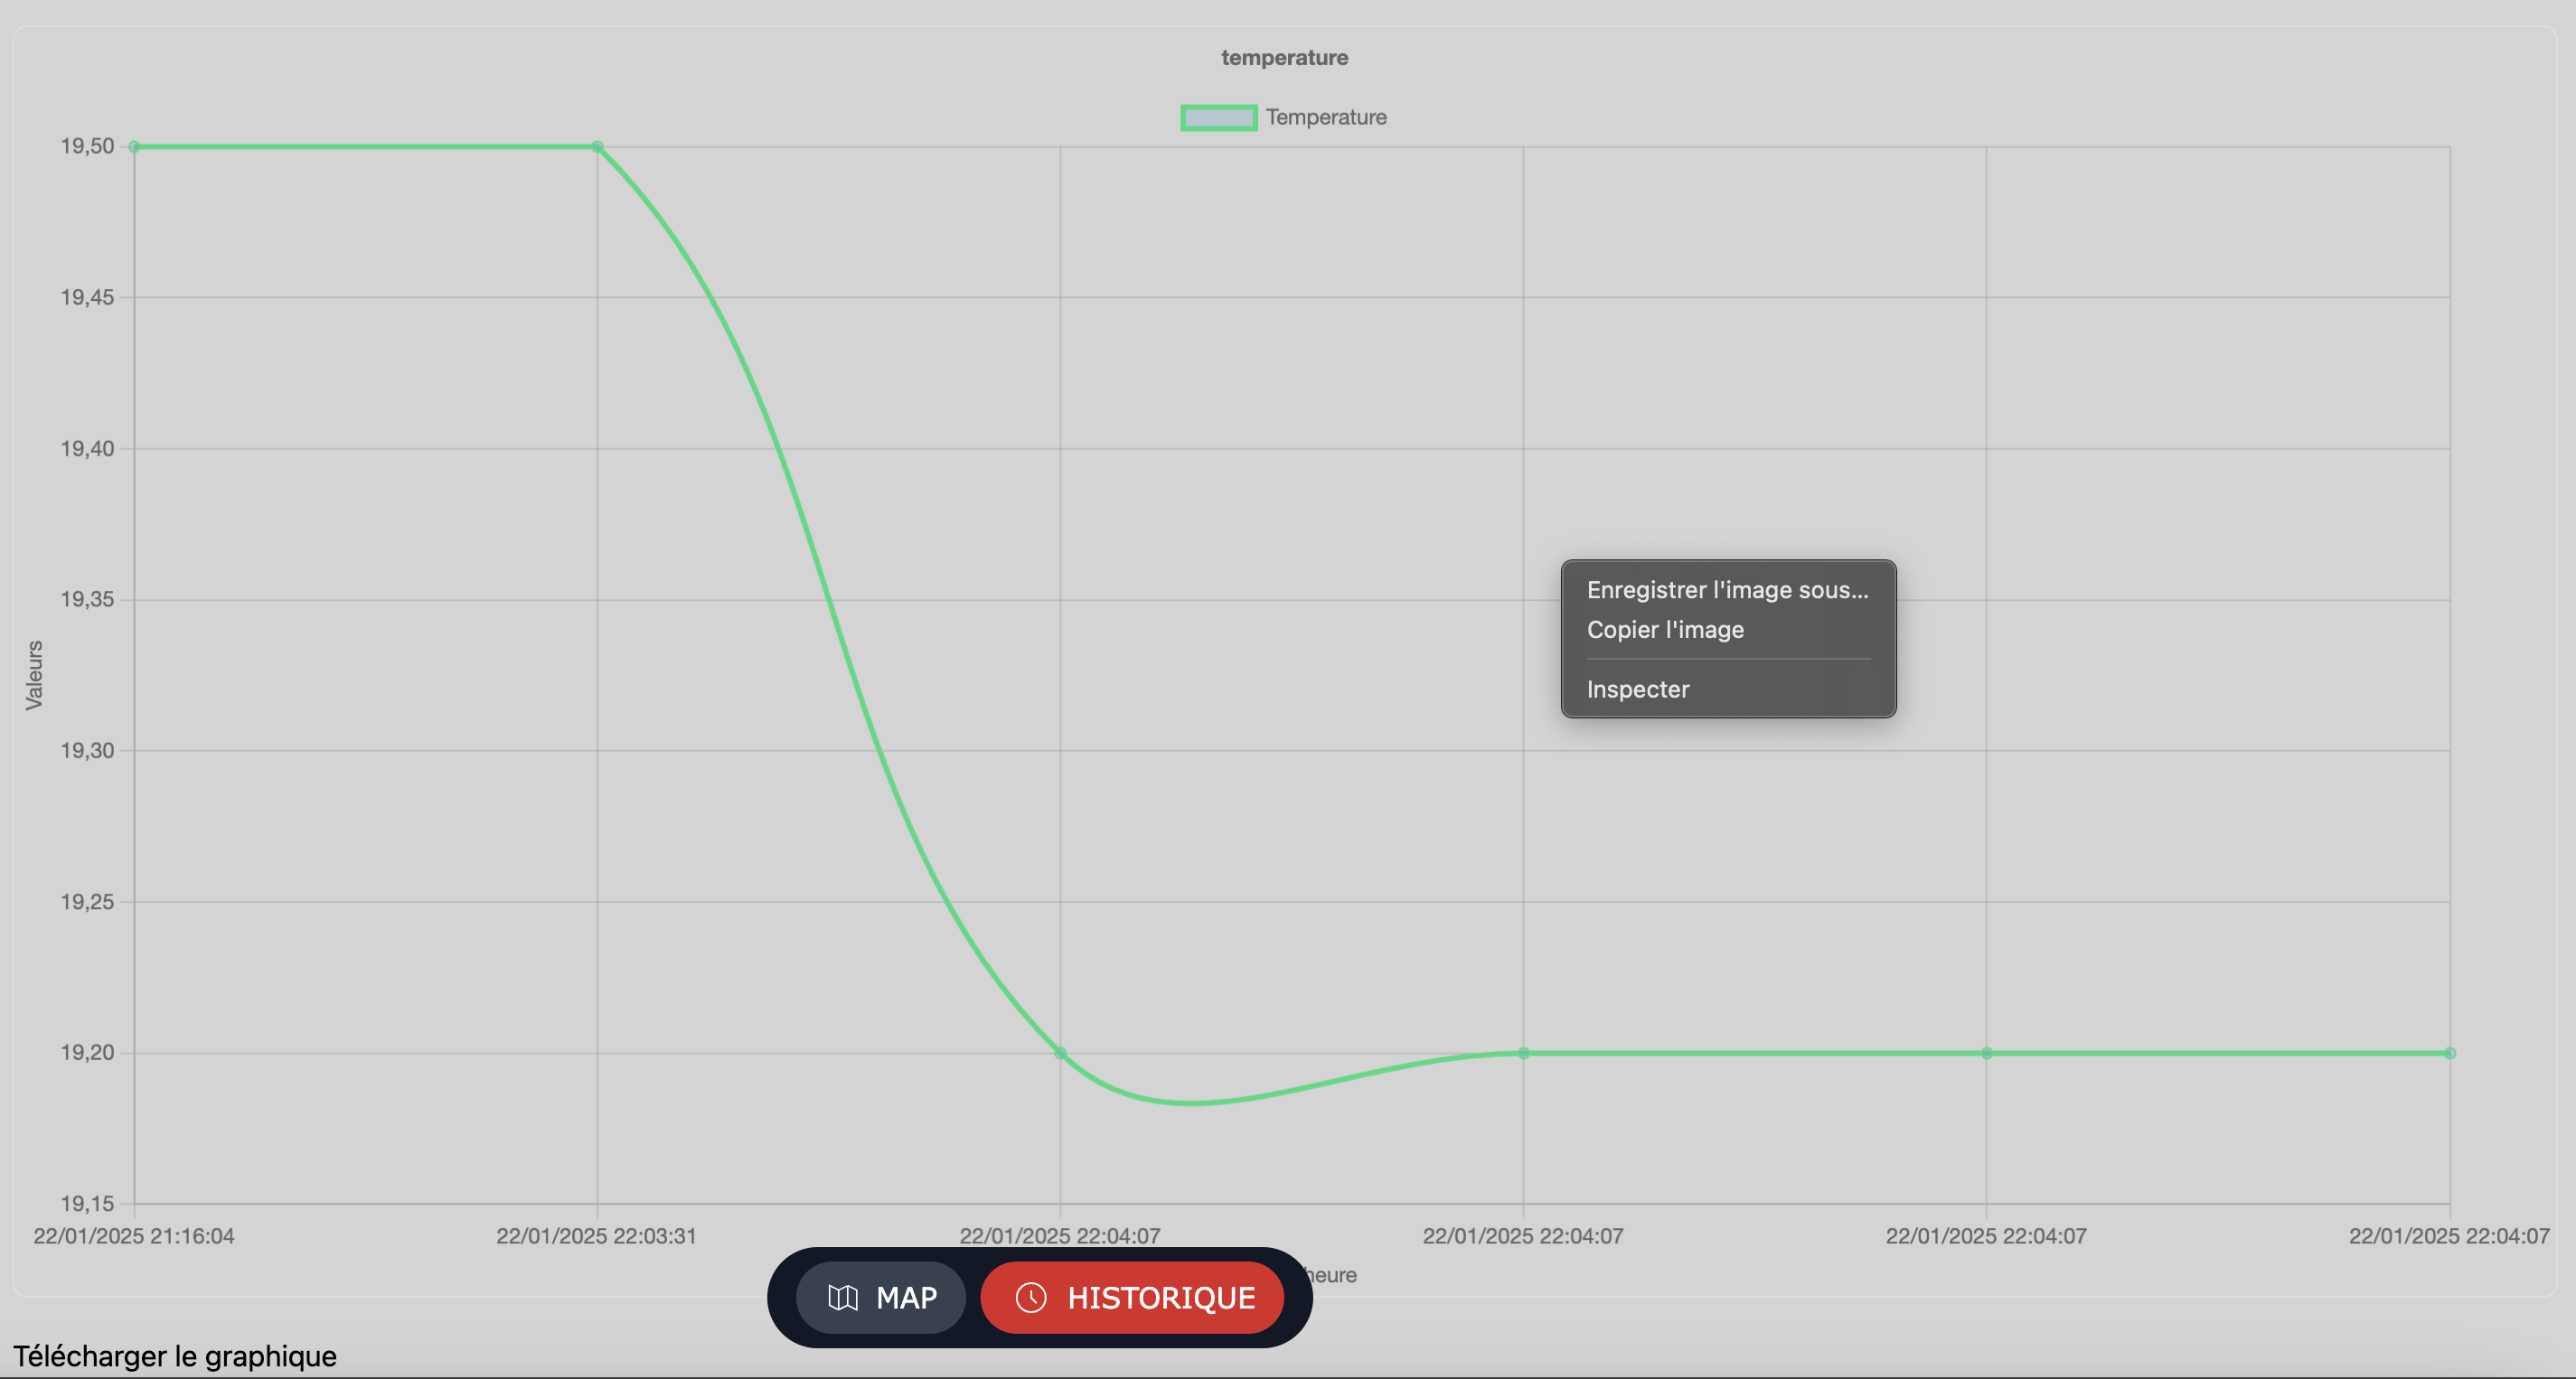 temperature
Temperature
19,50
19,45
19,40
19,35
19,30
19,25
19,20
19,15
Valeurs
Enregistrer l'image sous...
Copier l'image
Inspecter
22/01/2025 21:16:04
22/01/2025 22:03:31
22/01/2025 22:04:07
22/01/2025 22:04:07
22/01/2025 22:04:07
22/01/2025 22:04:07
heure
MAP
HISTORIQUE
Télécharger le graphique